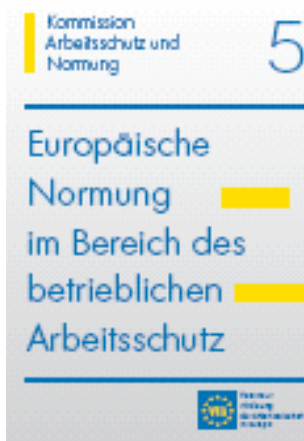 Kommission
Arbeitsschutz und
Normung
5
Europäische
Normung
im Bereich des
betrieblichen
Arbeitsschutz